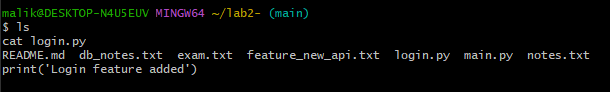 malik@DESKTOP-N4U5EUV MINGW64 ~/lab2- (main)
$ ls
cat login.py
README.md  db_notes.txt  exam.txt  feature_new_api.txt  login.py  main.py  notes.txt
print('Login feature added')